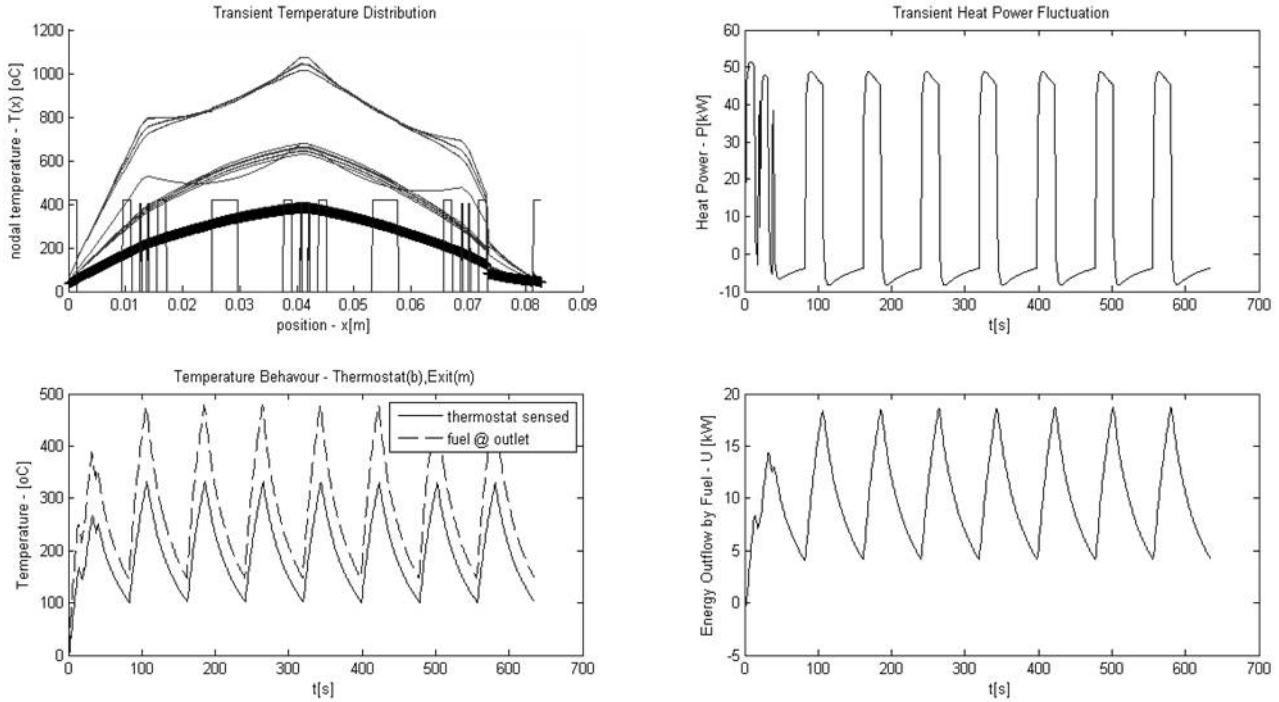 Transient Temperature Distribution
1200
1000
800
600
400
200
0
nodal temperature - T(x) [oC]
0 0.01 0.02 0.03 0.04 0.05 0.06 0.07 0.08 0.09
position - x[m]
Transient Heat Power Fluctuation
60
50
40
30
20
10
0
-10
Heat Power - P[kW]
0 100 200 300 400 500 600 700
t[s]
Temperature Behavour - Thermostat(b),Exit(m)
500
400
300
200
100
0
Temperature - [oC]
thermostat sensed
fuel @ outlet
0 100 200 300 400 500 600 700
t[s]
20
15
10
5
0
-5
Energy Outflow by Fuel - U [kW]
0 100 200 300 400 500 600 700
t[s]